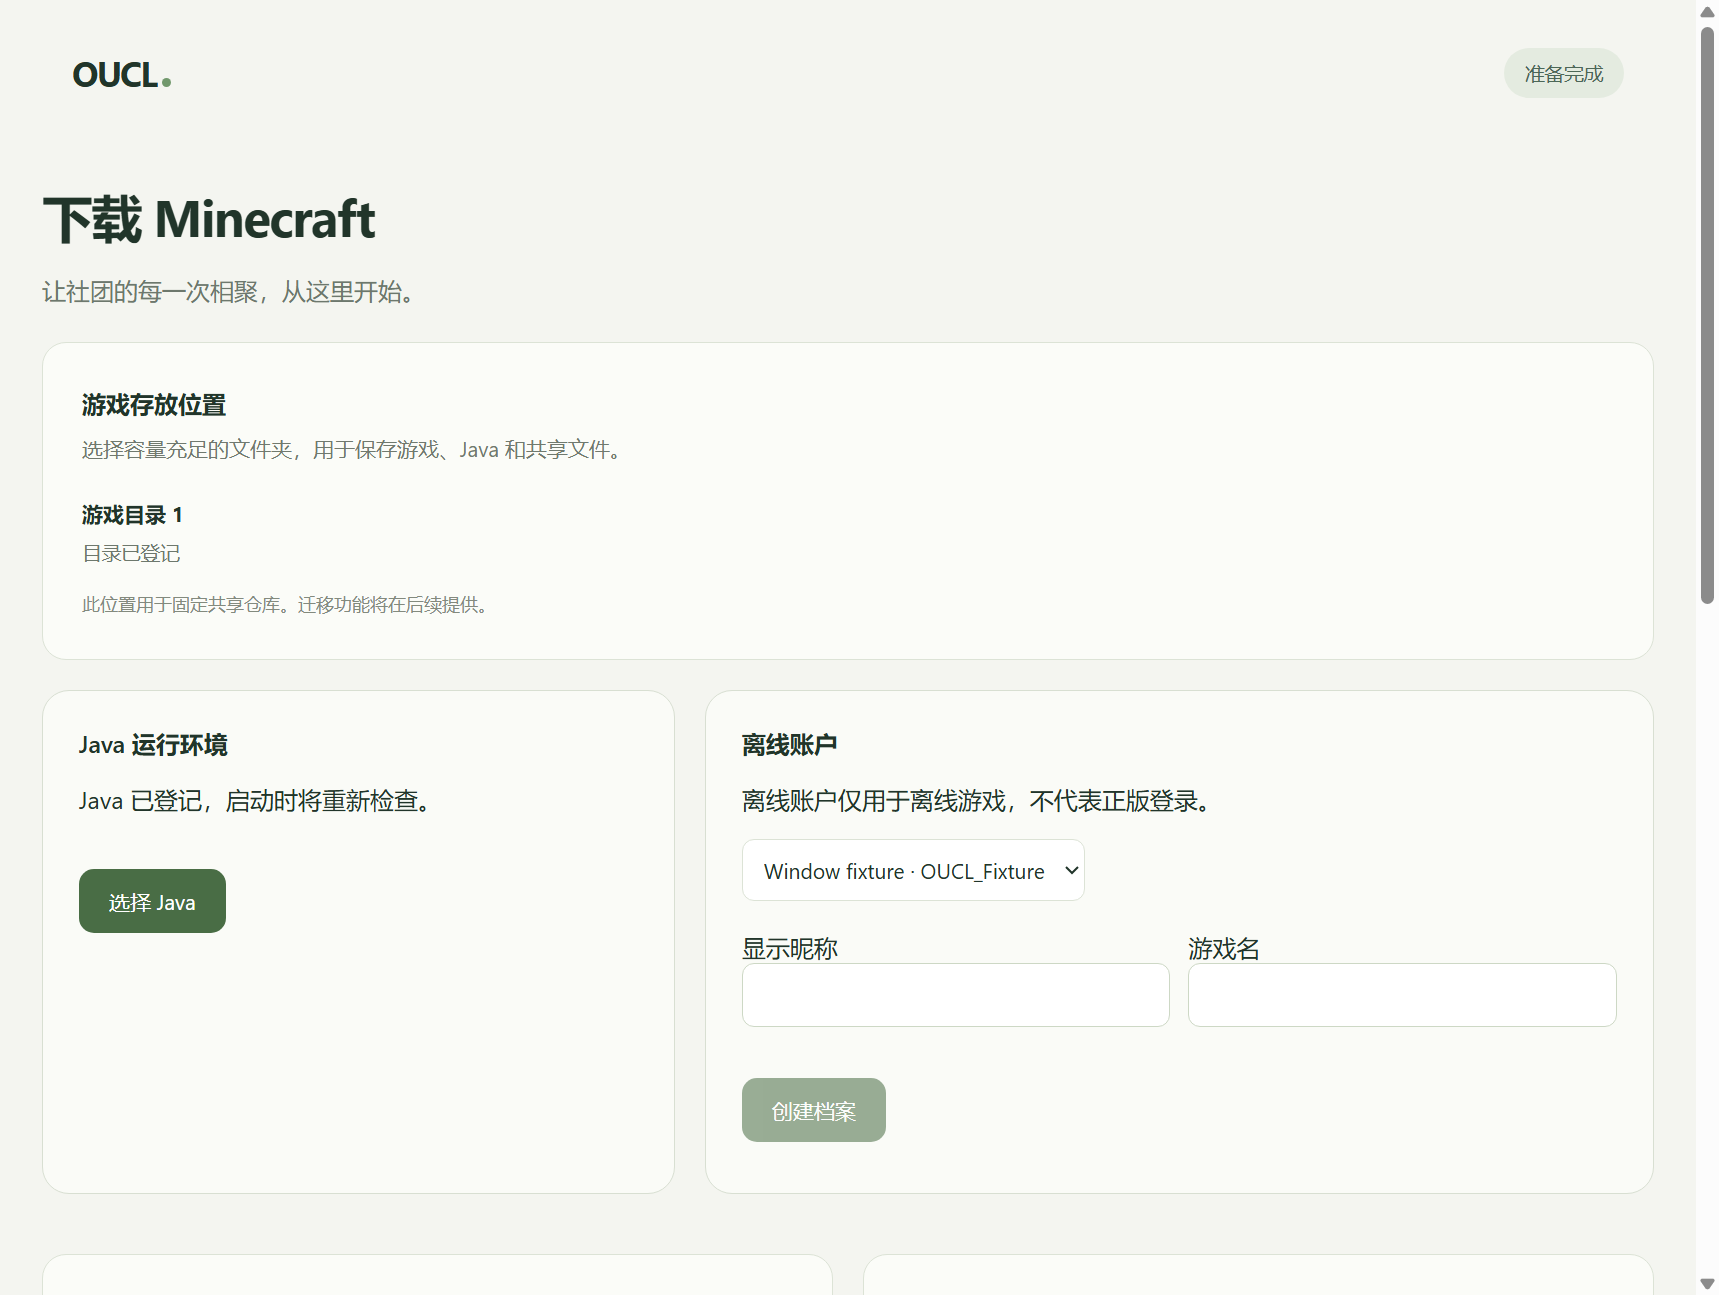 OUCL.
准备完成
下载 Minecraft
让社团的每一次相聚，从这里开始。
游戏存放位置
选择容量充足的文件夹，用于保存游戏、Java 和共享文件。
游戏目录 1
目录已登记
此位置用于固定共享仓库。迁移功能将在后续提供。
Java 运行环境
Java 已登记，启动时将重新检查。
选择 Java
离线账户
离线账户仅用于离线游戏，不代表正版登录。
Window fixture · OUCL_Fixture
显示昵称
游戏名
创建档案